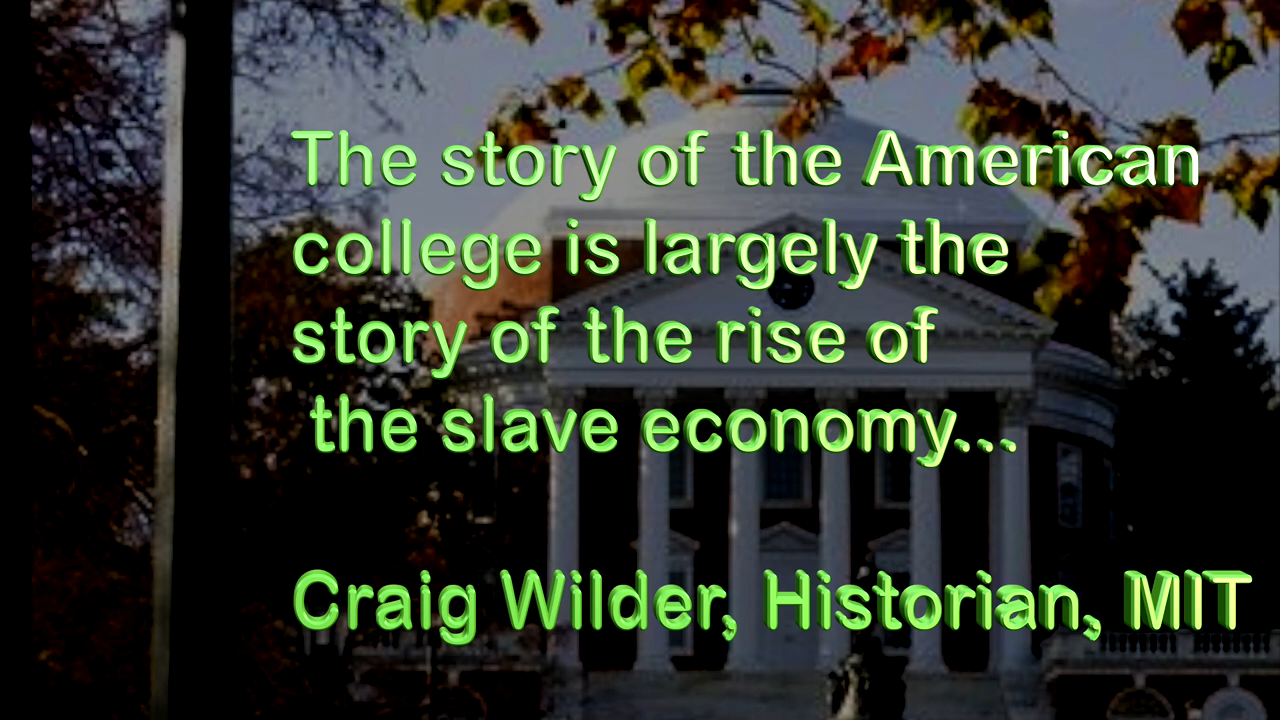 The story of the American
college is largely the
story of the rise of
the slave economy...
Craig Wilder, Historian, MIT